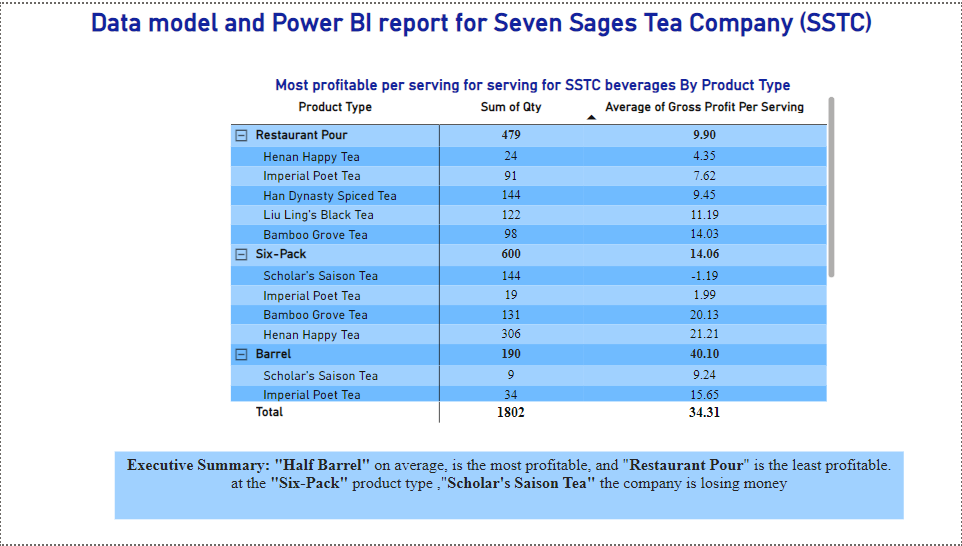 Data model and Power BI report for Seven Sages Tea Company (SSTC)
Most profitable per serving for serving for SSTC beverages By Product Type
Product Type Sum of Qty Average of Gross Profit Per Serving
Restaurant Pour 479 9.90
Henan Happy Tea 24 4.35
Imperial Poet Tea 91 7.62
Han Dynasty Spiced Tea 144 9.45
Liu Ling's Black Tea 122 11.19
Bamboo Grove Tea 98 14.03
Six-Pack 600 14.06
Scholar's Saison Tea 144 -1.19
Imperial Poet Tea 19 1.99
Bamboo Grove Tea 131 20.13
Henan Happy Tea 306 21.21
Barrel 190 40.10
Scholar's Saison Tea 9 9.24
Imperial Poet Tea 34 15.65
Total 1802 34.31
Executive Summary: "Half Barrel" on average, is the most profitable, and "Restaurant Pour" is the least profitable.
at the "Six-Pack" product type ,"Scholar's Saison Tea" the company is losing money